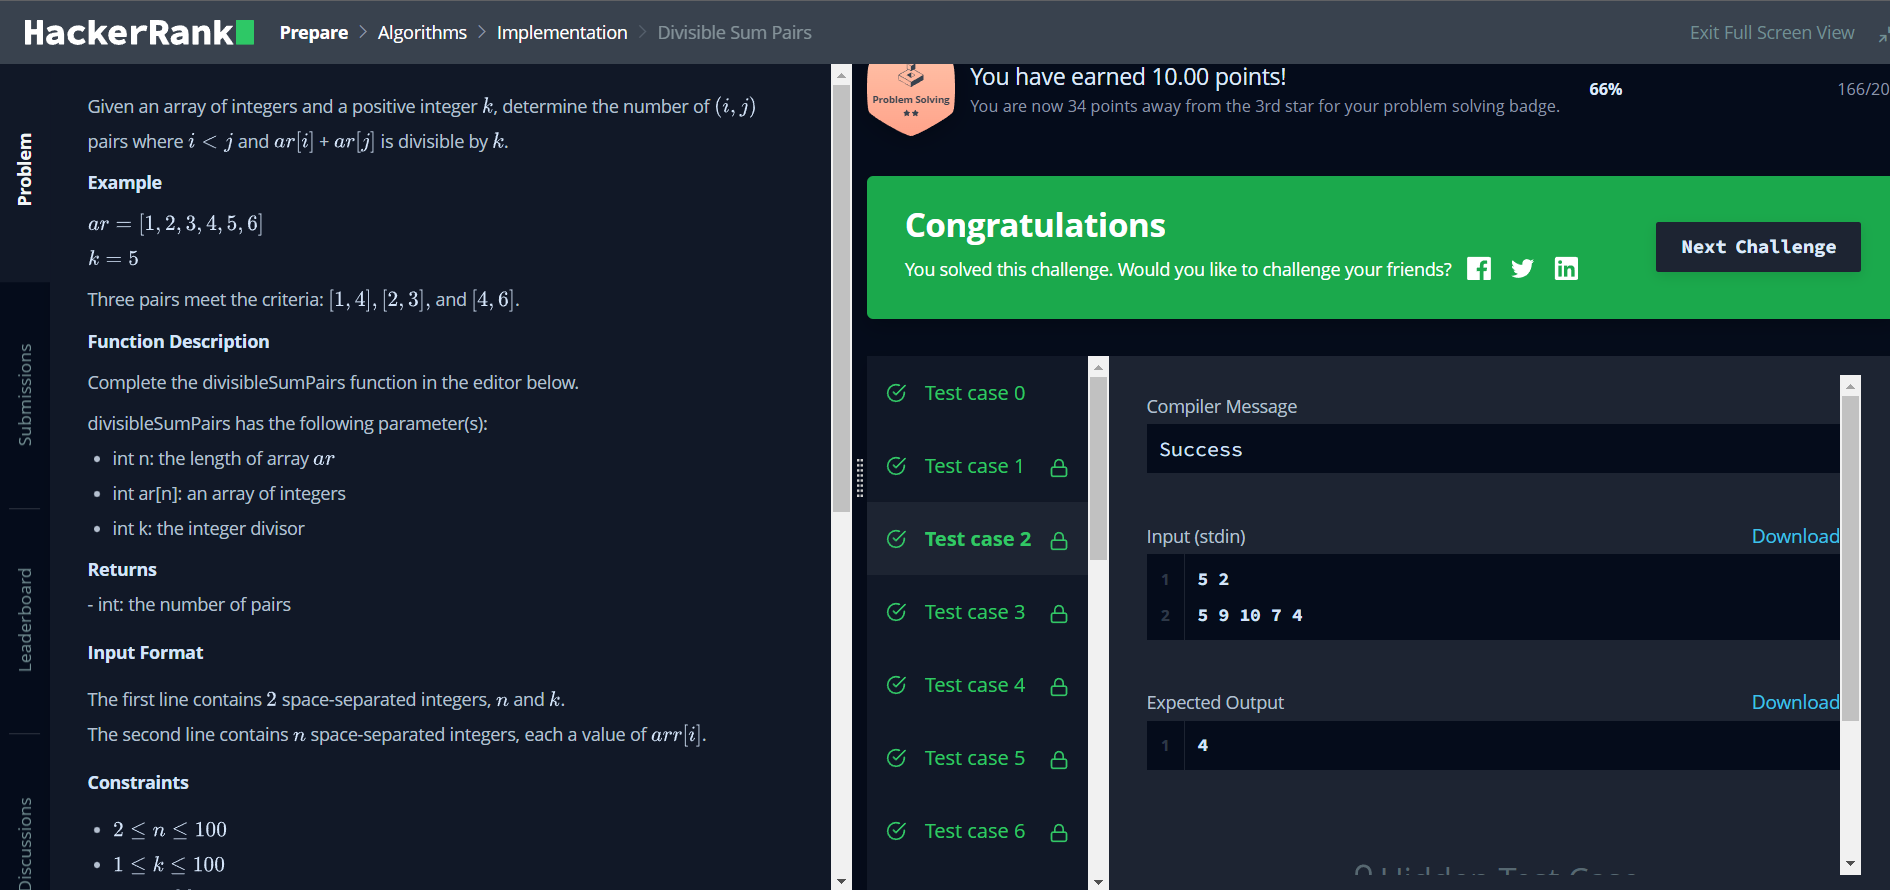 HackerRank
Prepare > Algorithms > Implementation > Divisible Sum Pairs
Exit Full Screen View
Problem
Submissions
Leaderboard
Discussions
Given an array of integers and a positive integer k, determine the number of (i, j)
pairs where i < j and ar[i] + ar[j] is divisible by k.
Example
ar = [1, 2, 3, 4, 5, 6]
k = 5
Three pairs meet the criteria: [1, 4], [2, 3], and [4, 6].
Function Description
Complete the divisibleSumPairs function in the editor below.
divisibleSumPairs has the following parameter(s):
• int n: the length of array ar
• int ar[n]: an array of integers
• int k: the integer divisor
Returns
- int: the number of pairs
Input Format
The first line contains 2 space-separated integers, n and k.
The second line contains n space-separated integers, each a value of arr[i].
Constraints
• 2 ≤ n ≤ 100
• 1 ≤ k ≤ 100
Problem Solving
★★
You have earned 10.00 points!
You are now 34 points away from the 3rd star for your problem solving badge.
66%
166/20
Congratulations
You solved this challenge. Would you like to challenge your friends?
Next Challenge
Test case 0
Test case 1
Test case 2
Test case 3
Test case 4
Test case 5
Test case 6
Compiler Message
Success
Input (stdin)
Download
1 5 2
2 5 9 10 7 4
Expected Output
Download
1 4
Hidden Test Case